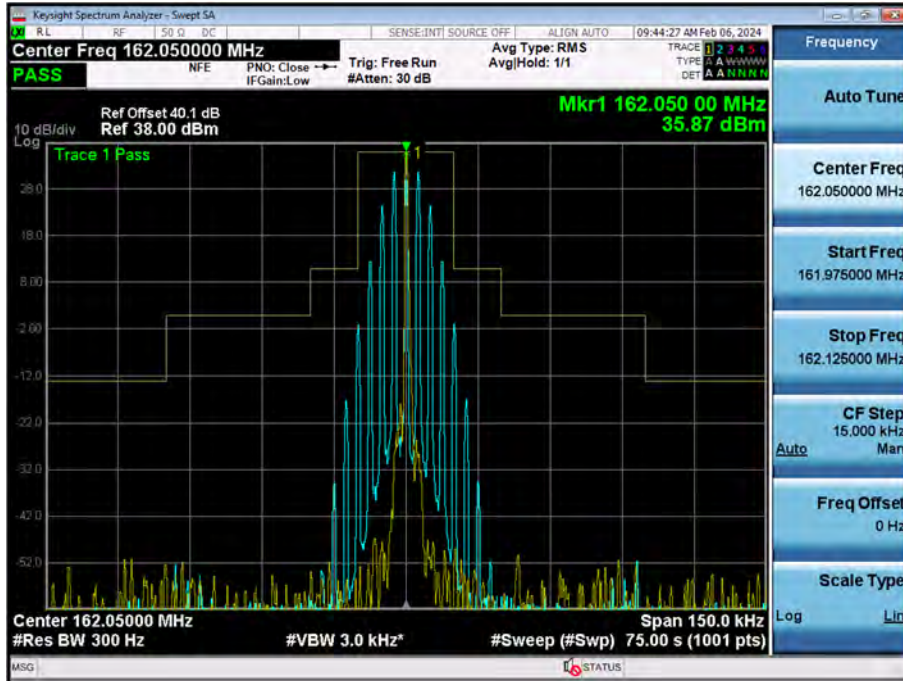 Keysight Spectrum Analyzer - Swept SA
RL RF 50 Ω DC SENSE:INT SOURCE OFF ALIGN AUTO 09:44:27 AM Feb 06, 2024
Center Freq 162.050000 MHz
PASS
NFE
PNO: Close
IFGain:Low
Trig: Free Run
#Atten: 30 dB
Avg Type: RMS
Avg|Hold: 1/1
TRACE 1 2 3 4 5 6
TYPE A A W W W W
DET A A N N N N
Ref Offset 40.1 dB
10 dB/div Ref 38.00 dBm
Log
Mkr1 162.050 00 MHz
35.87 dBm
Trace 1 Pass
1
28.0
18.0
8.00
-2.00
-12.0
-22.0
-32.0
-42.0
-52.0
Center 162.05000 MHz Span 150.0 kHz
#Res BW 300 Hz #VBW 3.0 kHz* #Sweep (#Swp) 75.00 s (1001 pts)
MSG STATUS
Frequency
Auto Tune
Center Freq
162.050000 MHz
Start Freq
161.975000 MHz
Stop Freq
162.125000 MHz
CF Step
15.000 kHz
Auto Man
Freq Offset
0 Hz
Scale Type
Log Lin